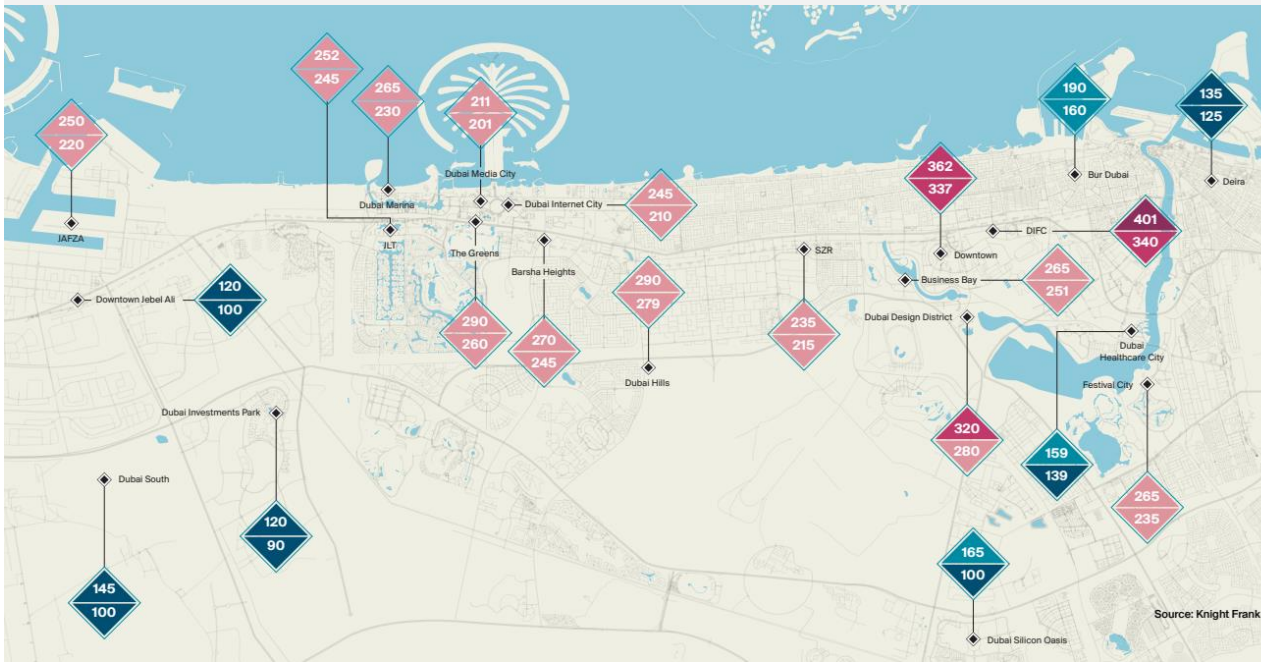 252
245
265
230
211
201
190
160
135
125
250
220
Dubai Media City
362
337
Bur Dubai
Deira
Dubai Marina
Dubai Internet City
245
210
JAFZA
JLT
The Greens
DIFC
401
340
Barsha Heights
SZR
Downtown
290
279
Business Bay
265
251
Downtown Jebel Ali
120
100
290
260
270
245
235
215
Dubai Design District
Dubai
Healthcare City
Dubai Hills
Festival City
Dubai Investments Park
320
280
159
139
Dubai South
265
235
120
90
165
100
145
100
Source: Knight Frank
Dubai Silicon Oasis